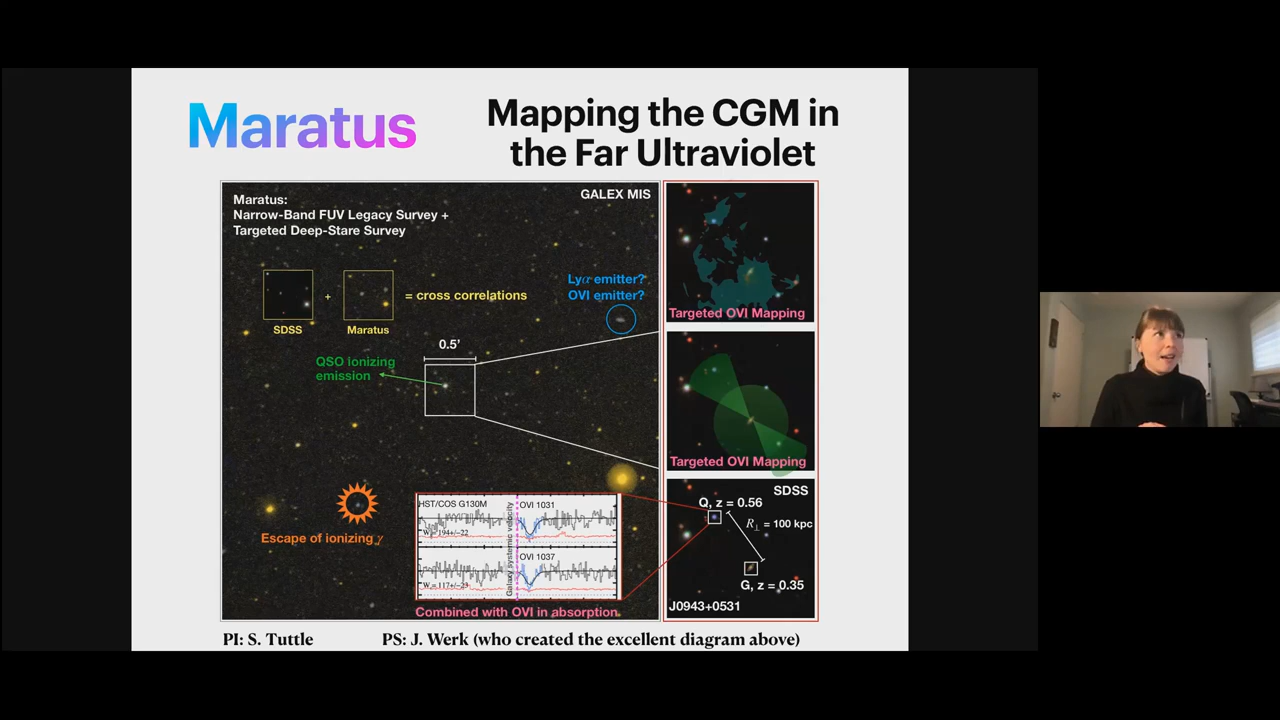 Maratus
Mapping the CGM in
the Far Ultraviolet
Maratus:
Narrow-Band FUV Legacy Survey +
Targeted Deep-Stare Survey
GALEX MIS
Lyα emitter?
OVI emitter?
+
= cross correlations
SDSS
Maratus
0.5'
QSO ionizing
emission
Escape of ionizing γ
HST/COS G130M
OVI 1031
W = 194+/-22
Galaxy systemic velocity
OVI 1037
W = 117+/-23
Combined with OVI in absorption
Targeted OVI Mapping
Targeted OVI Mapping
SDSS
Q, z = 0.56
R⊥ = 100 kpc
G, z = 0.35
J0943+0531
PI: S. Tuttle
PS: J. Werk (who created the excellent diagram above)